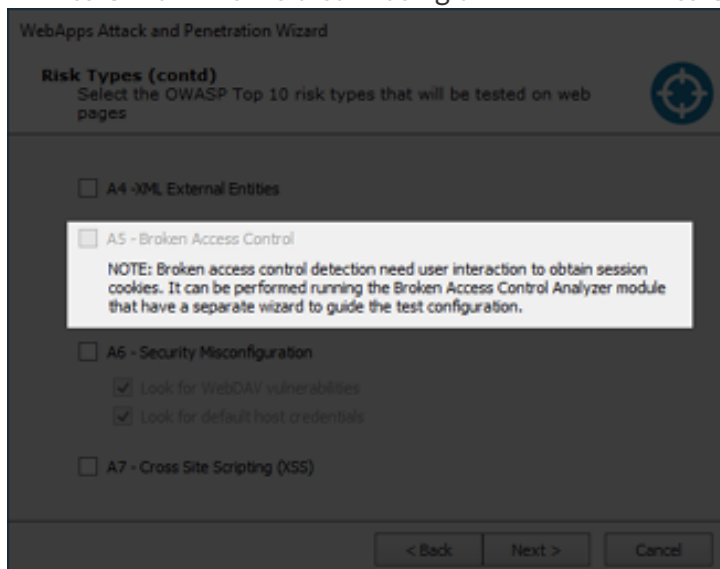 WebApps Attack and Penetration Wizard
Risk Types (contd)
Select the OWASP Top 10 risk types that will be tested on web
pages
A4 -XML External Entities
A5 - Broken Access Control
NOTE: Broken access control detection need user interaction to obtain session
cookies. It can be performed running the Broken Access Control Analyzer module
that have a separate wizard to guide the test configuration.
A6 - Security Misconfiguration
Look for WebDAV vulnerabilities
Look for default host credentials
A7 - Cross Site Scripting (XSS)
< Back Next > Cancel